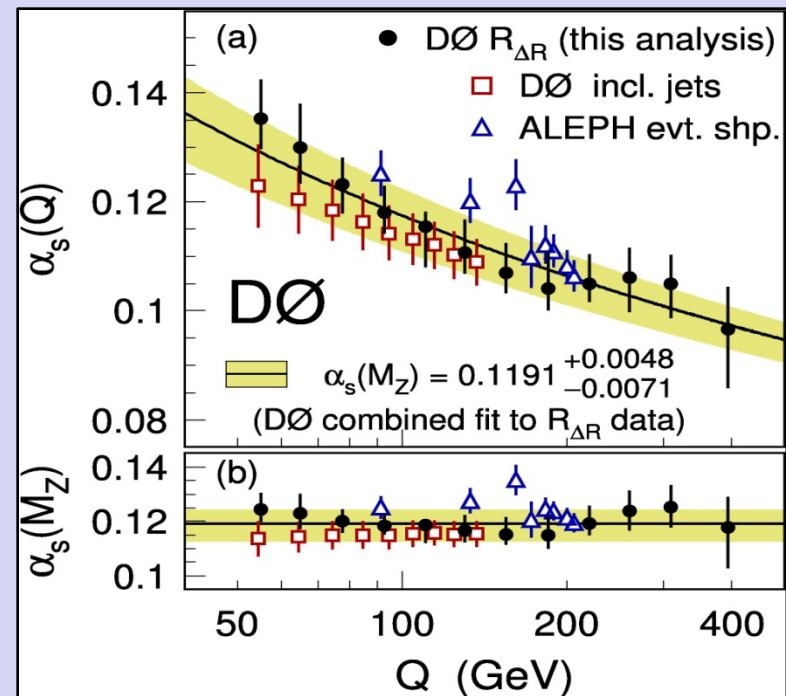 (a)
DØ R_ΔR (this analysis)
DØ incl. jets
ALEPH evt. shp.
0.14
0.12
0.1
0.08
α_s(Q)
DØ
α_s(M_Z) = 0.1191 +0.0048 −0.0071
(DØ combined fit to R_ΔR data)
(b)
0.14
0.12
0.1
α_s(M_Z)
50 100 200 400
Q (GeV)